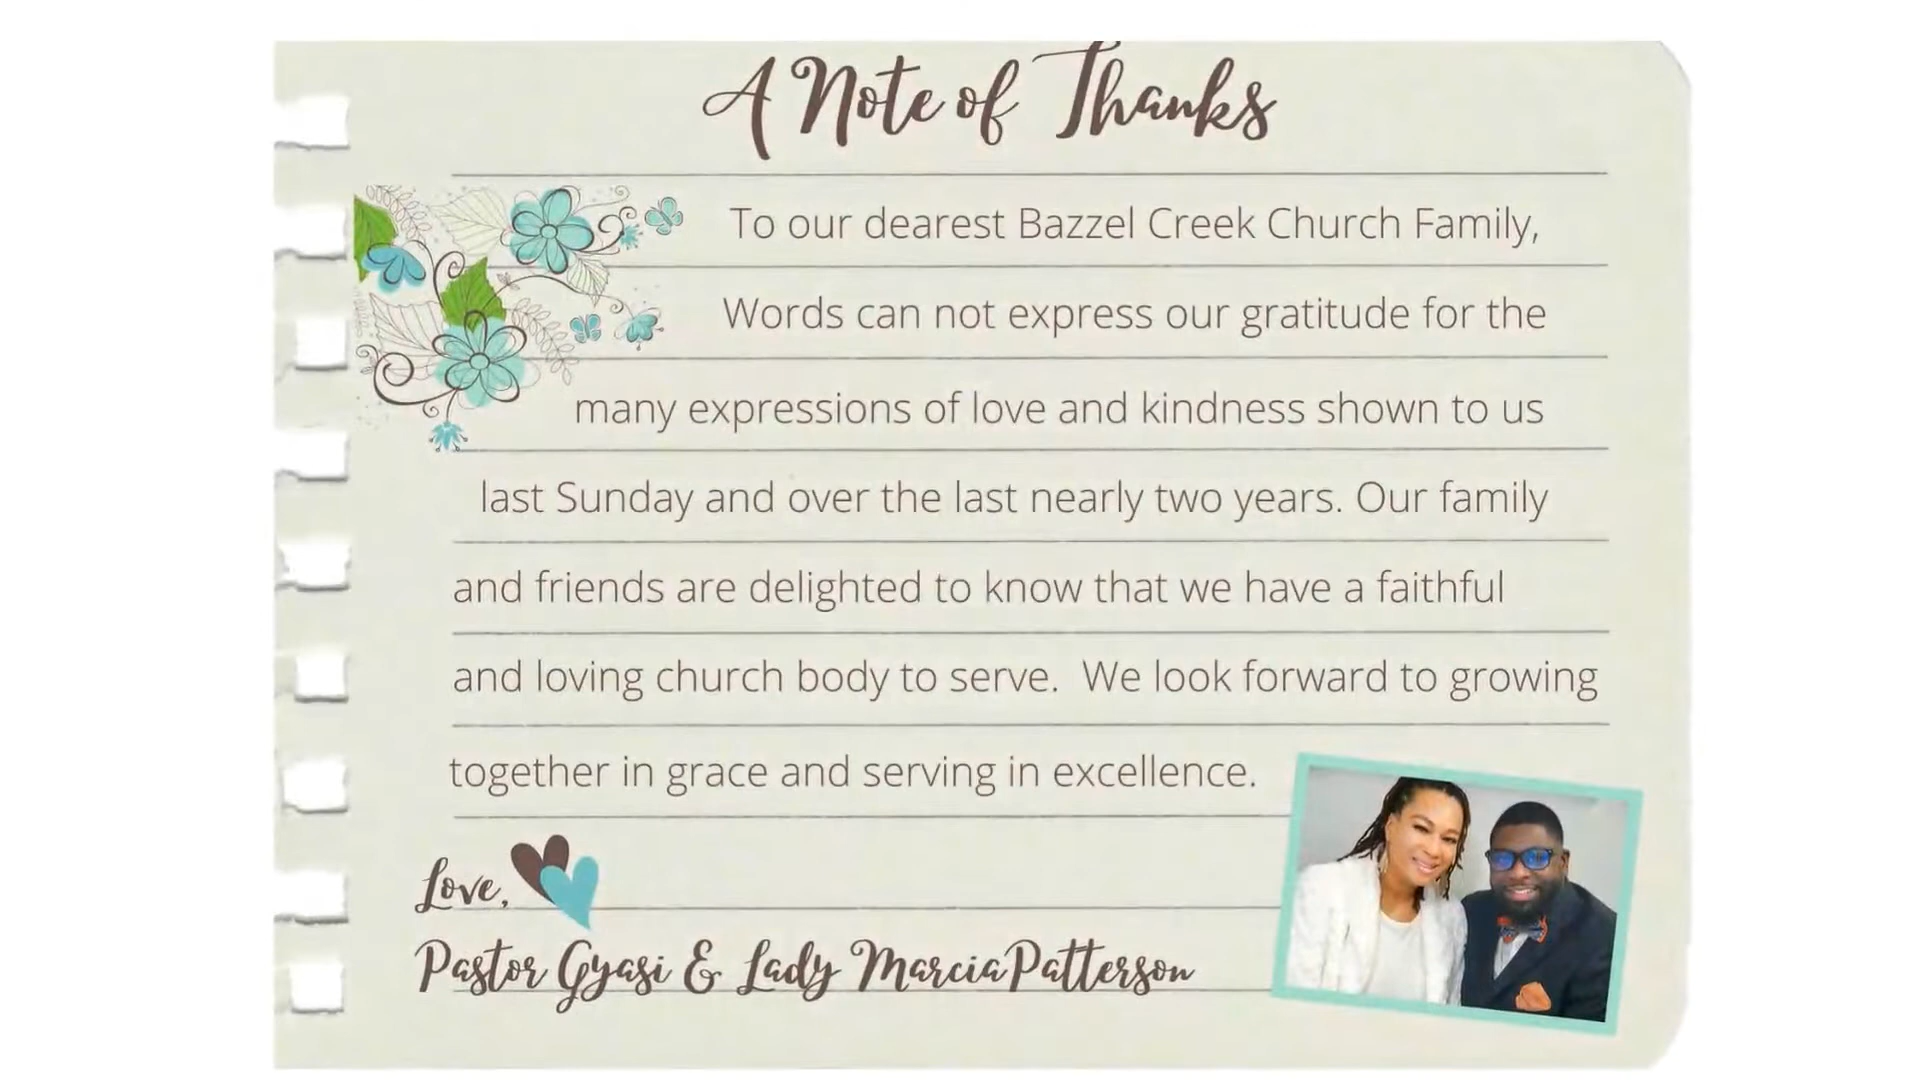 A Note of Thanks
To our dearest Bazzel Creek Church Family,
Words can not express our gratitude for the
many expressions of love and kindness shown to us
last Sunday and over the last nearly two years. Our family
and friends are delighted to know that we have a faithful
and loving church body to serve.  We look forward to growing
together in grace and serving in excellence.
Love,
Pastor Gyasi & Lady Marcia Patterson